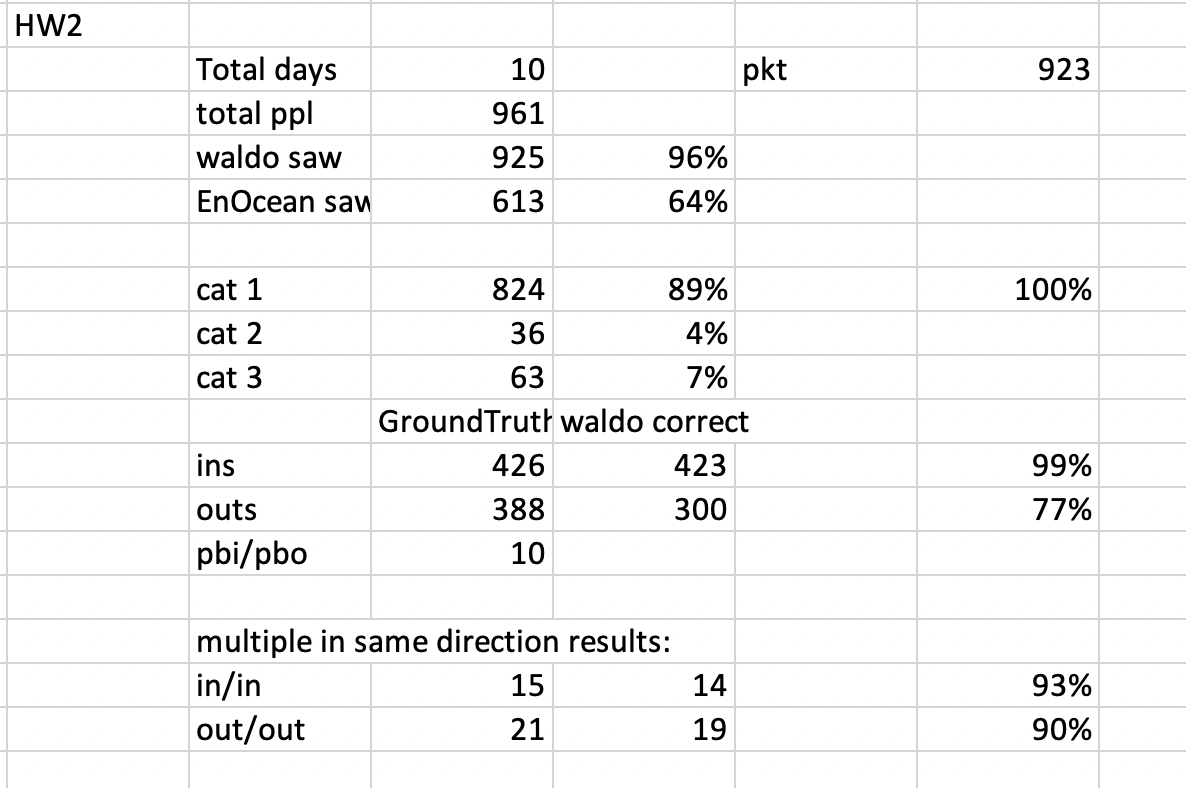 HW2
Total days 10 pkt 923
total ppl 961
waldo saw 925 96%
EnOcean saw 613 64%
cat 1 824 89% 100%
cat 2 36 4%
cat 3 63 7%
GroundTruth waldo correct
ins 426 423 99%
outs 388 300 77%
pbi/pbo 10
multiple in same direction results:
in/in 15 14 93%
out/out 21 19 90%